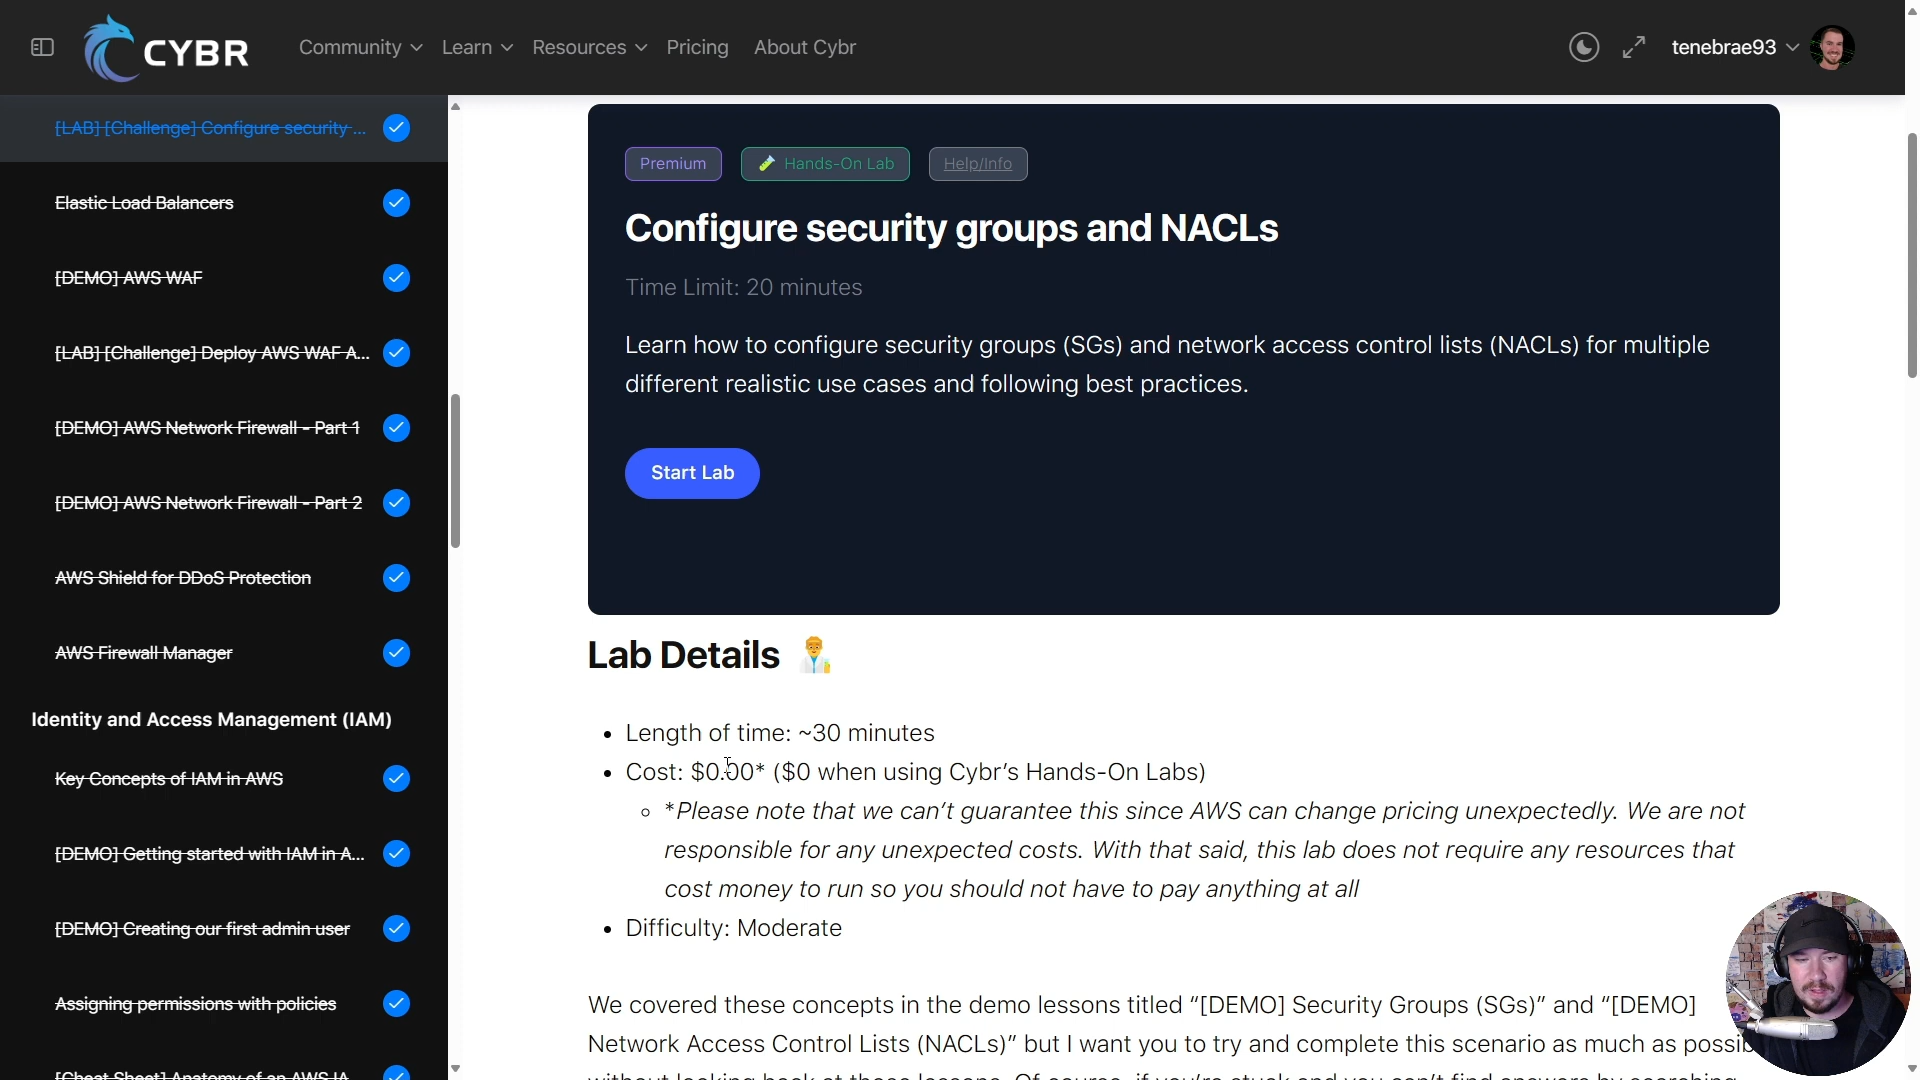 CYBR
Community
Learn
Resources
Pricing
About Cybr
tenebrae93
[LAB] [Challenge] Configure security ...
Elastic Load Balancers
[DEMO] AWS WAF
[LAB] [Challenge] Deploy AWS WAF A...
[DEMO] AWS Network Firewall - Part 1
[DEMO] AWS Network Firewall - Part 2
AWS Shield for DDoS Protection
AWS Firewall Manager
Identity and Access Management (IAM)
Key Concepts of IAM in AWS
[DEMO] Getting started with IAM in A...
[DEMO] Creating our first admin user
Assigning permissions with policies
[Cheat Sheet] Anatomy of an AWS IA
Premium
Hands-On Lab
Help/Info
Configure security groups and NACLs
Time Limit: 20 minutes
Learn how to configure security groups (SGs) and network access control lists (NACLs) for multiple
different realistic use cases and following best practices.
Start Lab
Lab Details
• Length of time: ~30 minutes
• Cost: $0.00* ($0 when using Cybr’s Hands-On Labs)
*Please note that we can’t guarantee this since AWS can change pricing unexpectedly. We are not
responsible for any unexpected costs. With that said, this lab does not require any resources that
cost money to run so you should not have to pay anything at all
• Difficulty: Moderate
We covered these concepts in the demo lessons titled “[DEMO] Security Groups (SGs)” and “[DEMO]
Network Access Control Lists (NACLs)” but I want you to try and complete this scenario as much as possib